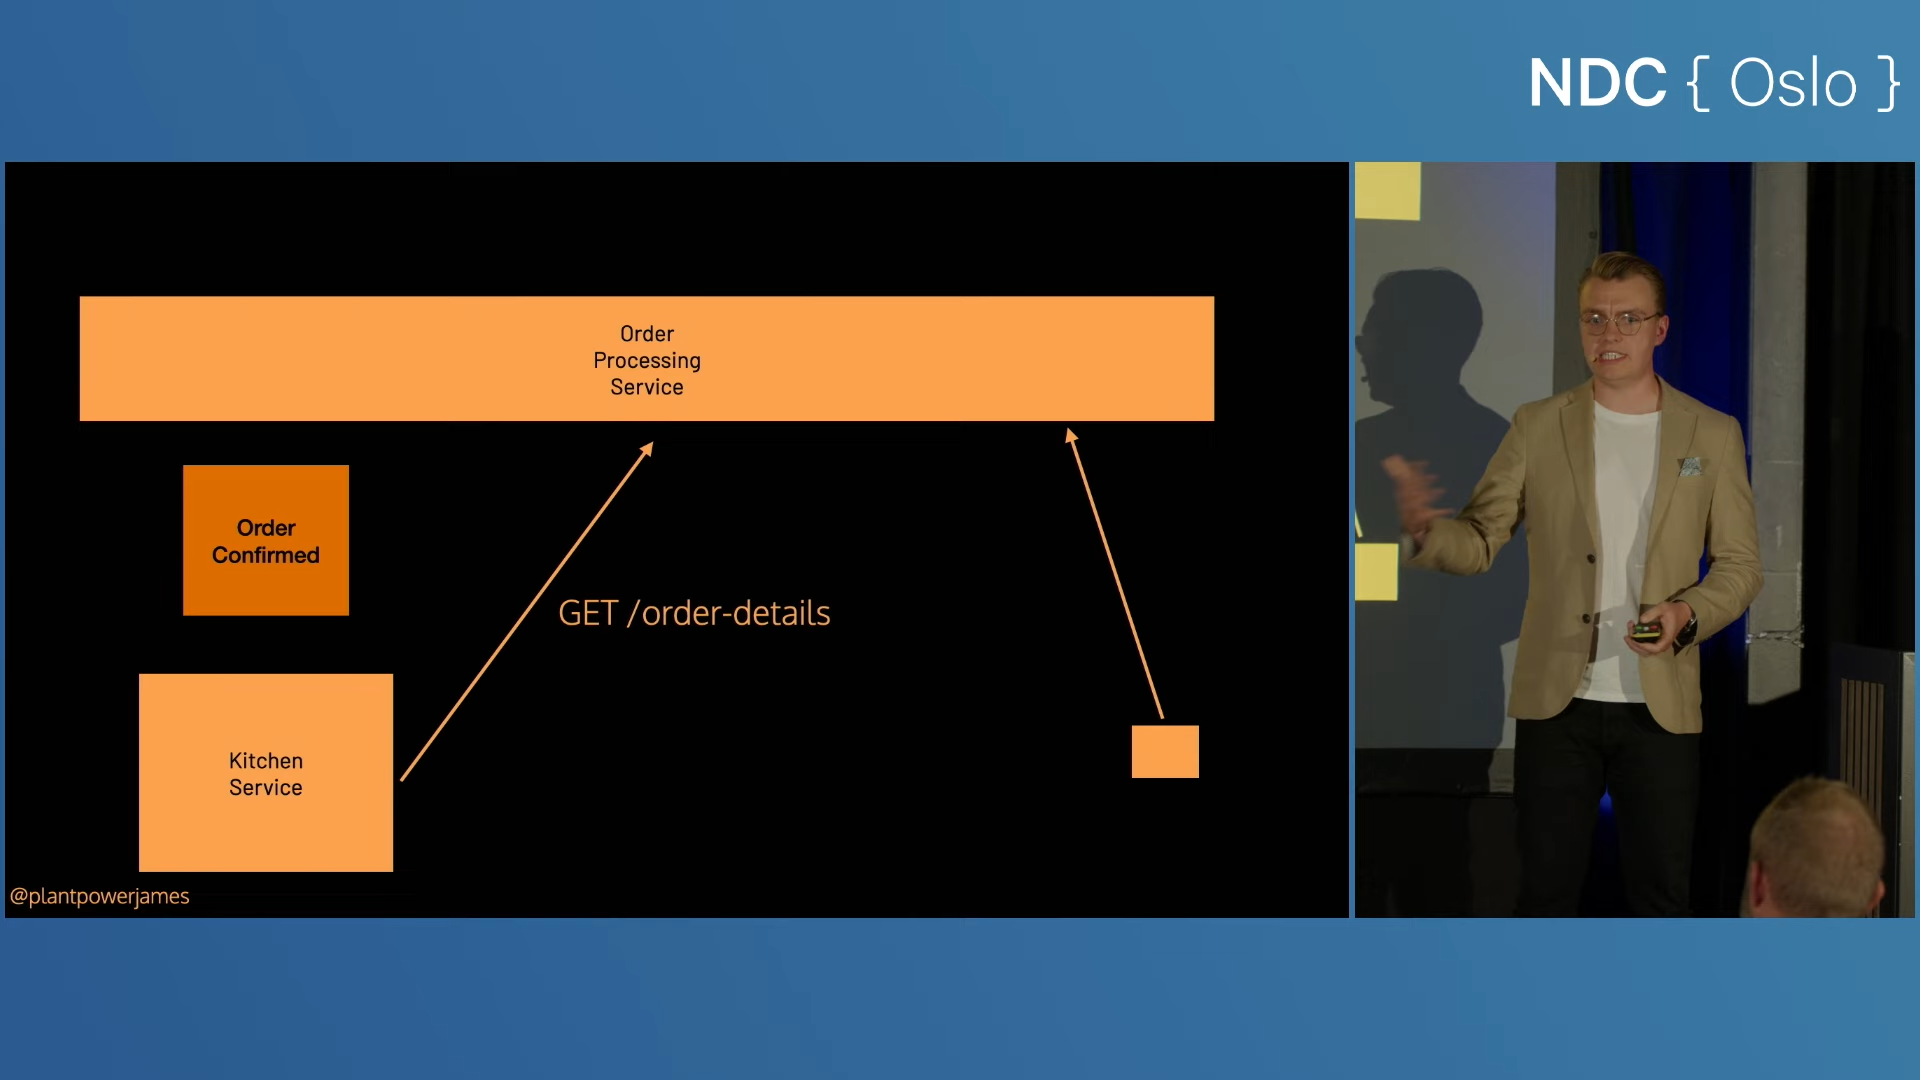 NDC { Oslo }
Order
Processing
Service
Order
Confirmed
GET /order-details
Kitchen
Service
@plantpowerjames